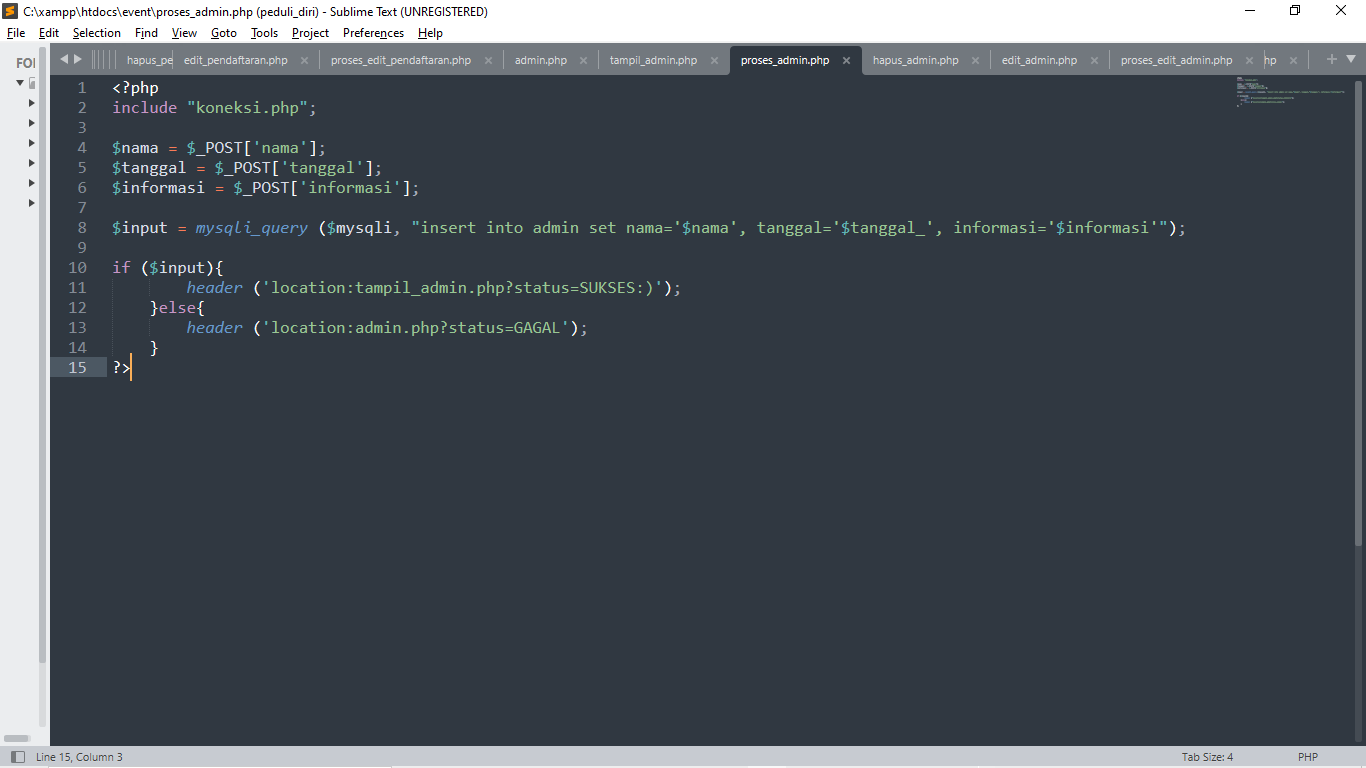 C:\xampp\htdocs\event\proses_admin.php (peduli_diri) - Sublime Text (UNREGISTERED)
File Edit Selection Find View Goto Tools Project Preferences Help
FOI
hapus_pe edit_pendaftaran.php proses_edit_pendaftaran.php admin.php tampil_admin.php proses_admin.php hapus_admin.php edit_admin.php proses_edit_admin.php hp
1 <?php
2 include "koneksi.php";
3
4 $nama = $_POST['nama'];
5 $tanggal = $_POST['tanggal'];
6 $informasi = $_POST['informasi'];
7
8 $input = mysqli_query ($mysqli, "insert into admin set nama='$nama', tanggal='$tanggal_', informasi='$informasi'");
9
10 if ($input){
11 header ('location:tampil_admin.php?status=SUKSES:)');
12 }else{
13 header ('location:admin.php?status=GAGAL');
14 }
15 ?>
Line 15, Column 3 Tab Size: 4 PHP